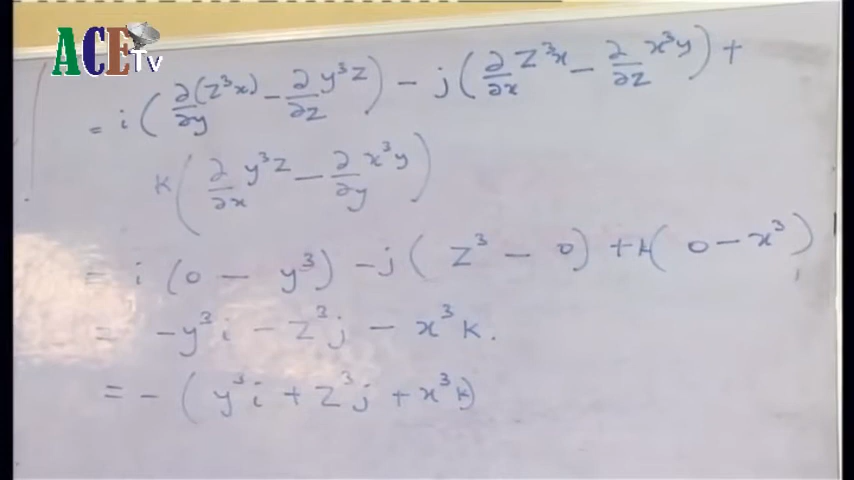 ACE TV
= i ( ∂/∂y (z³x) − ∂/∂z y³z ) − j ( ∂/∂x z³x − ∂/∂z x³y ) +
k ( ∂/∂x y³z − ∂/∂y x³y )
= i (0 − y³) − j ( z³ − 0) + k( 0 − x³ )
= −y³i − z³j − x³k.
= − ( y³i + z³j + x³k)